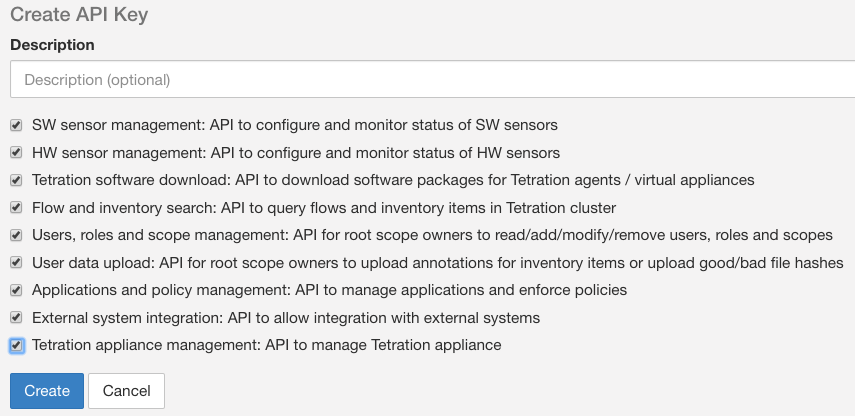 Create API Key
Description
Description (optional)
SW sensor management: API to configure and monitor status of SW sensors
HW sensor management: API to configure and monitor status of HW sensors
Tetration software download: API to download software packages for Tetration agents / virtual appliances
Flow and inventory search: API to query flows and inventory items in Tetration cluster
Users, roles and scope management: API for root scope owners to read/add/modify/remove users, roles and scopes
User data upload: API for root scope owners to upload annotations for inventory items or upload good/bad file hashes
Applications and policy management: API to manage applications and enforce policies
External system integration: API to allow integration with external systems
Tetration appliance management: API to manage Tetration appliance
Create Cancel